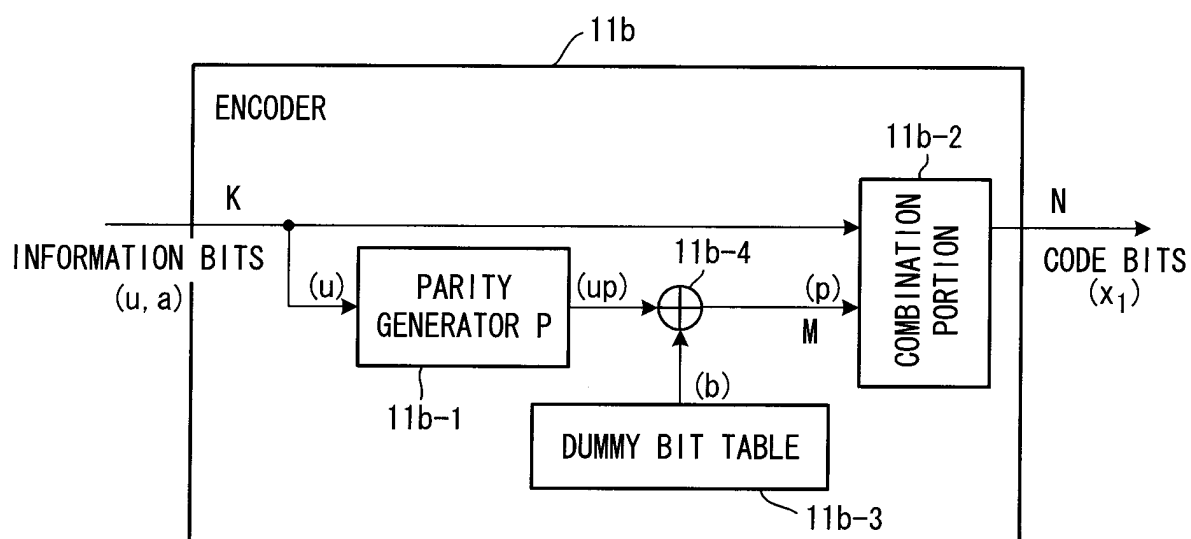 11b
ENCODER
11b-2
K
N
INFORMATION BITS
(u, a)
(u)
PARITY
GENERATOR P
(up)
11b-4
(p)
M
COMBINATION
PORTION
CODE BITS
(x1)
11b-1
(b)
DUMMY BIT TABLE
11b-3